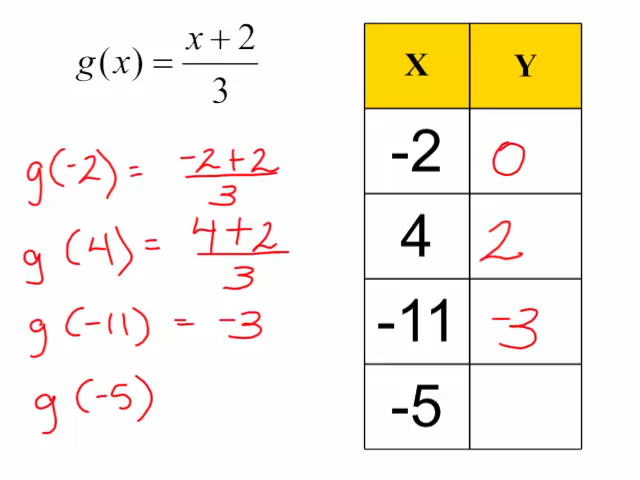 g(x) = (x + 2)/3
g(-2) = (-2+2)/3
g(4) = (4+2)/3
g(-11) = -3
g(-5)
X Y
-2 0
4 2
-11 -3
-5